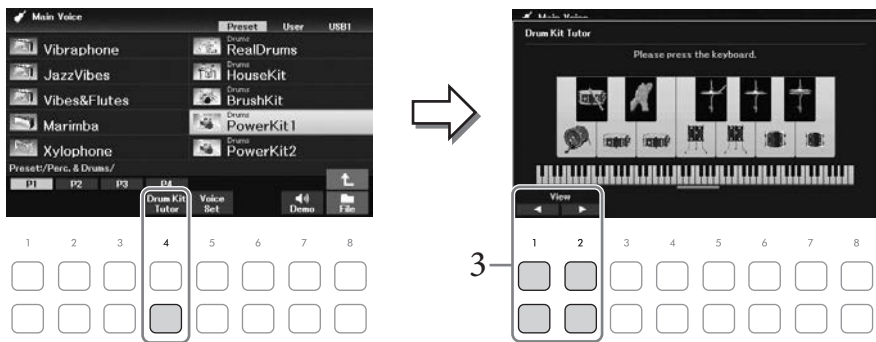 Main Voice
Preset User USB1
Vibraphone
Drums
RealDrums
JazzVibes
Drums
HouseKit
Vibes&Flutes
Drums
BrushKit
Marimba
Drums
PowerKit1
Xylophone
Drums
PowerKit2
Preset:/Perc. & Drums/
P1 P2 P3 P4
Drum Kit
Tutor
Voice
Set
Demo
File
1 2 3 4 5 6 7 8
Main Voice
Drum Kit Tutor
Please press the keyboard.
View
1 2 3 4 5 6 7 8
3